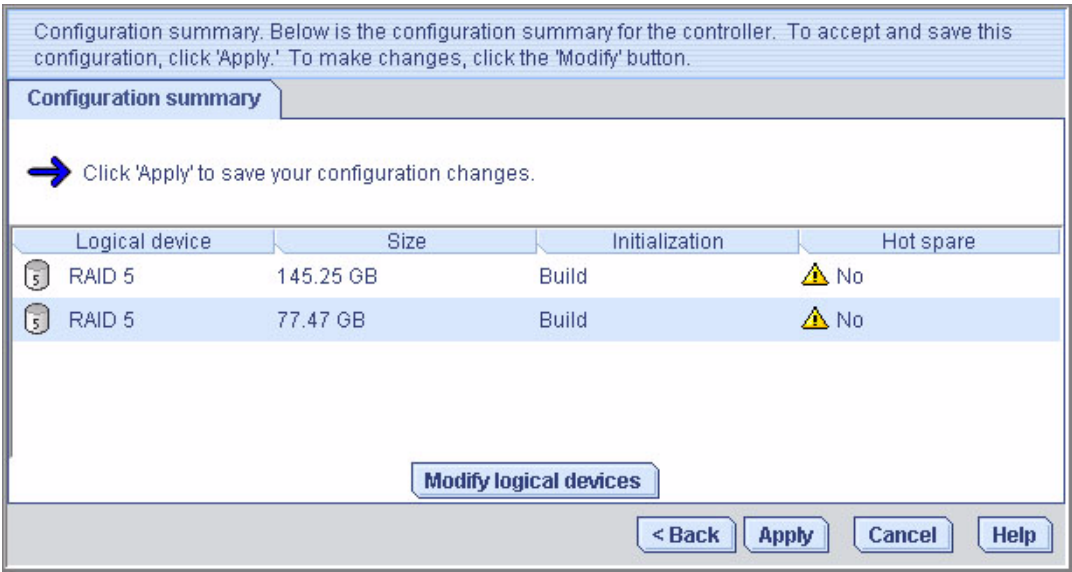 Configuration summary. Below is the configuration summary for the controller. To accept and save this
configuration, click 'Apply.' To make changes, click the 'Modify' button.
Configuration summary
Click 'Apply' to save your configuration changes.
Logical device Size Initialization Hot spare
5 RAID 5 145.25 GB Build No
5 RAID 5 77.47 GB Build No
Modify logical devices
< Back Apply Cancel Help